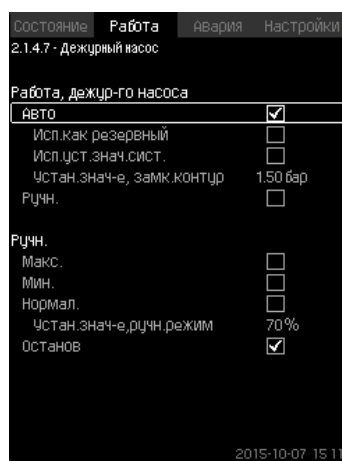 Состояние Работа Авария Настройки
2.1.4.7 - Дежурный насос
Работа, дежур-го насоса
Авто
Исп.как резервный
Исп.уст.знач.сист.
Устан.знач-е, замк.контур 1.50 бар
Ручн.
Ручн.
Макс.
Мин.
Нормал.
Устан.знач-е,ручн.режим 70%
Останов
2015-10-07 15:11